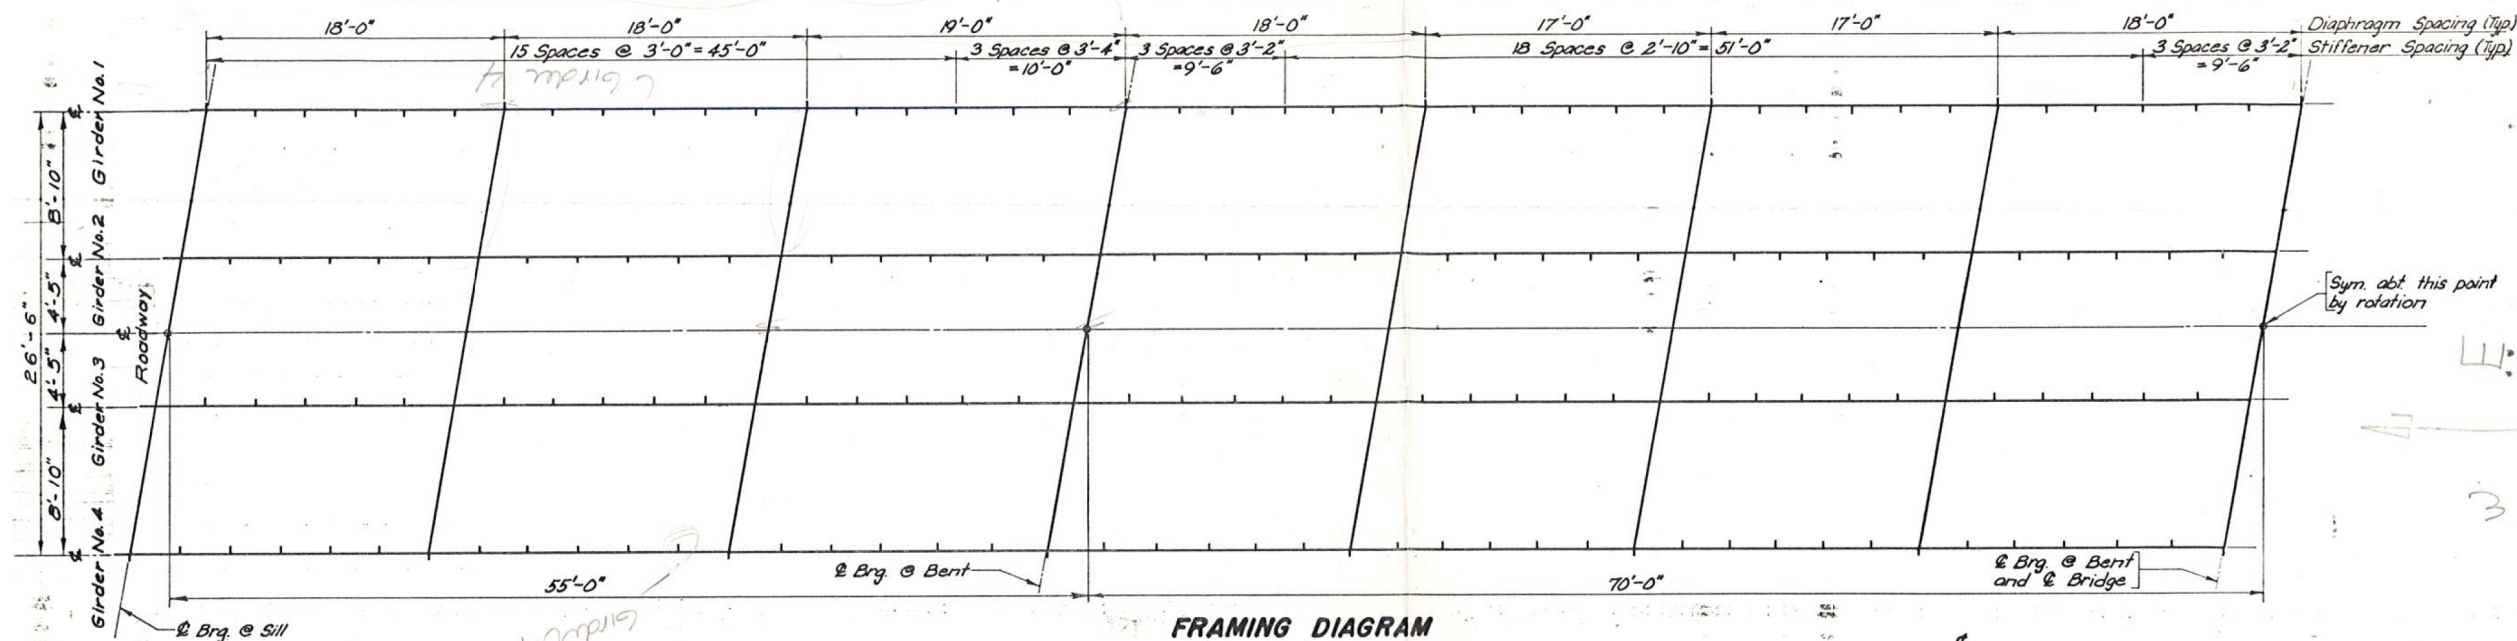 18'-0" 18'-0" 19'-0" 18'-0" 17'-0" 17'-0" 18'-0" Diaphragm Spacing (Typ.)
15 Spaces @ 3'-0" = 45'-0" 3 Spaces @ 3'-4" 3 Spaces @ 3'-2" 18 Spaces @ 2'-10" = 51'-0" 3 Spaces @ 3'-2" Stiffener Spacing (Typ.)
= 10'-0" = 9'-6" = 9'-6"
℄ Girder No. 1
8'-10"
℄ Girder No. 2
4'-5"
26'-6"
℄ Roadway
4'-5"
℄ Girder No. 3
8'-10"
℄ Girder No. 4
Sym. abt. this point
by rotation
℄ Brg. @ Bent
℄ Brg. @ Bent
and ℄ Bridge
55'-0" 70'-0"
℄ Brg. @ Sill
FRAMING DIAGRAM
Girder 4
Girder